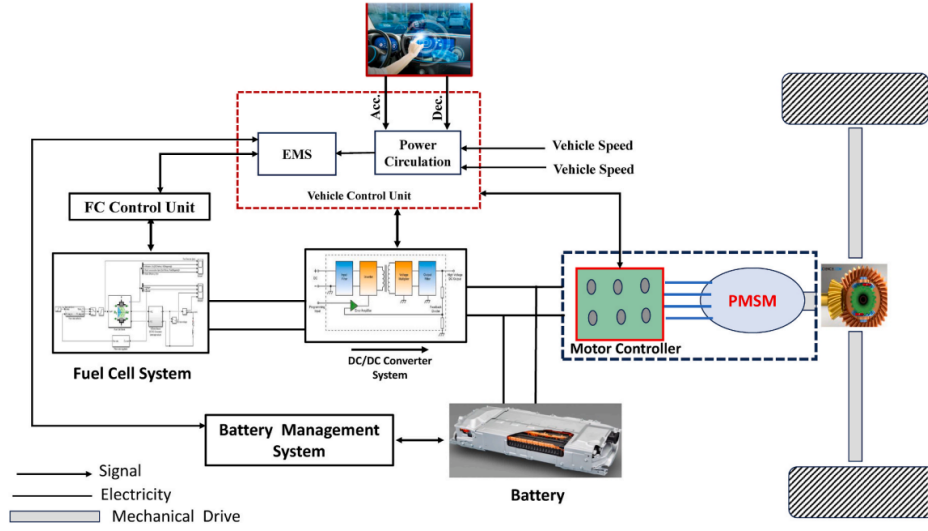 Acc.
Dec.
EMS
Power
Circulation
Vehicle Speed
Vehicle Speed
Vehicle Control Unit
FC Control Unit
Fuel Cell System
DC/DC Converter
System
Motor Controller
PMSM
Battery Management
System
Battery
Signal
Electricity
Mechanical Drive